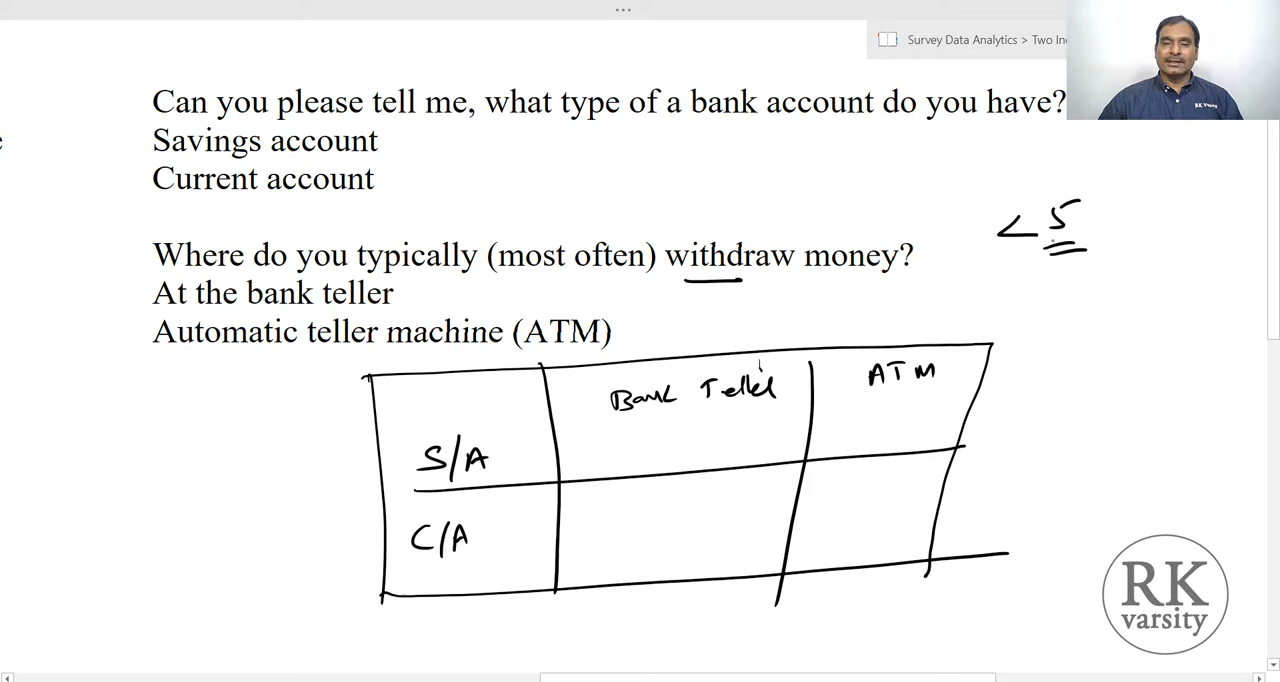 ...
Survey Data Analytics > Two In
Can you please tell me, what type of a bank account do you have?
RK Varsity
e
Savings account
Current account
< 5
Where do you typically (most often) withdraw money?
At the bank teller
Automatic teller machine (ATM)
Bank Teller ATM
S/A
C/A
RK
varsity